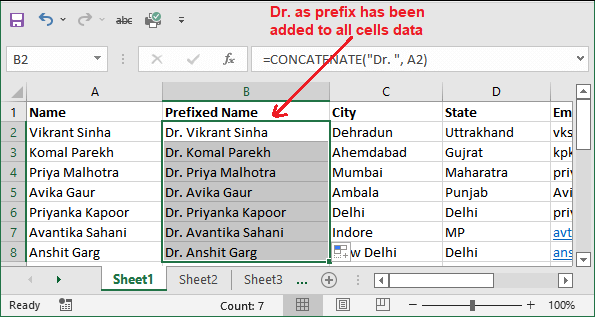 Dr. as prefix has been
added to all cells data
B2 fx =CONCATENATE("Dr. ", A2)
A B C D E
1 Name Prefixed Name City State Em
2 Vikrant Sinha Dr. Vikrant Sinha Dehradun Uttrakhand vks
3 Komal Parekh Dr. Komal Parekh Ahemdabad Gujrat kpk
4 Priya Malhotra Dr. Priya Malhotra Mumbai Maharatra priy
5 Avika Gaur Dr. Avika Gaur Ambala Punjab Avi
6 Priyanka Kapoor Dr. Priyanka Kapoor Delhi Delhi priy
7 Avantika Sahani Dr. Avantika Sahani Indore MP avt
8 Anshit Garg Dr. Anshit Garg w Delhi Delhi ans
Sheet1 Sheet2 Sheet3 ...
Ready Count: 7 100%